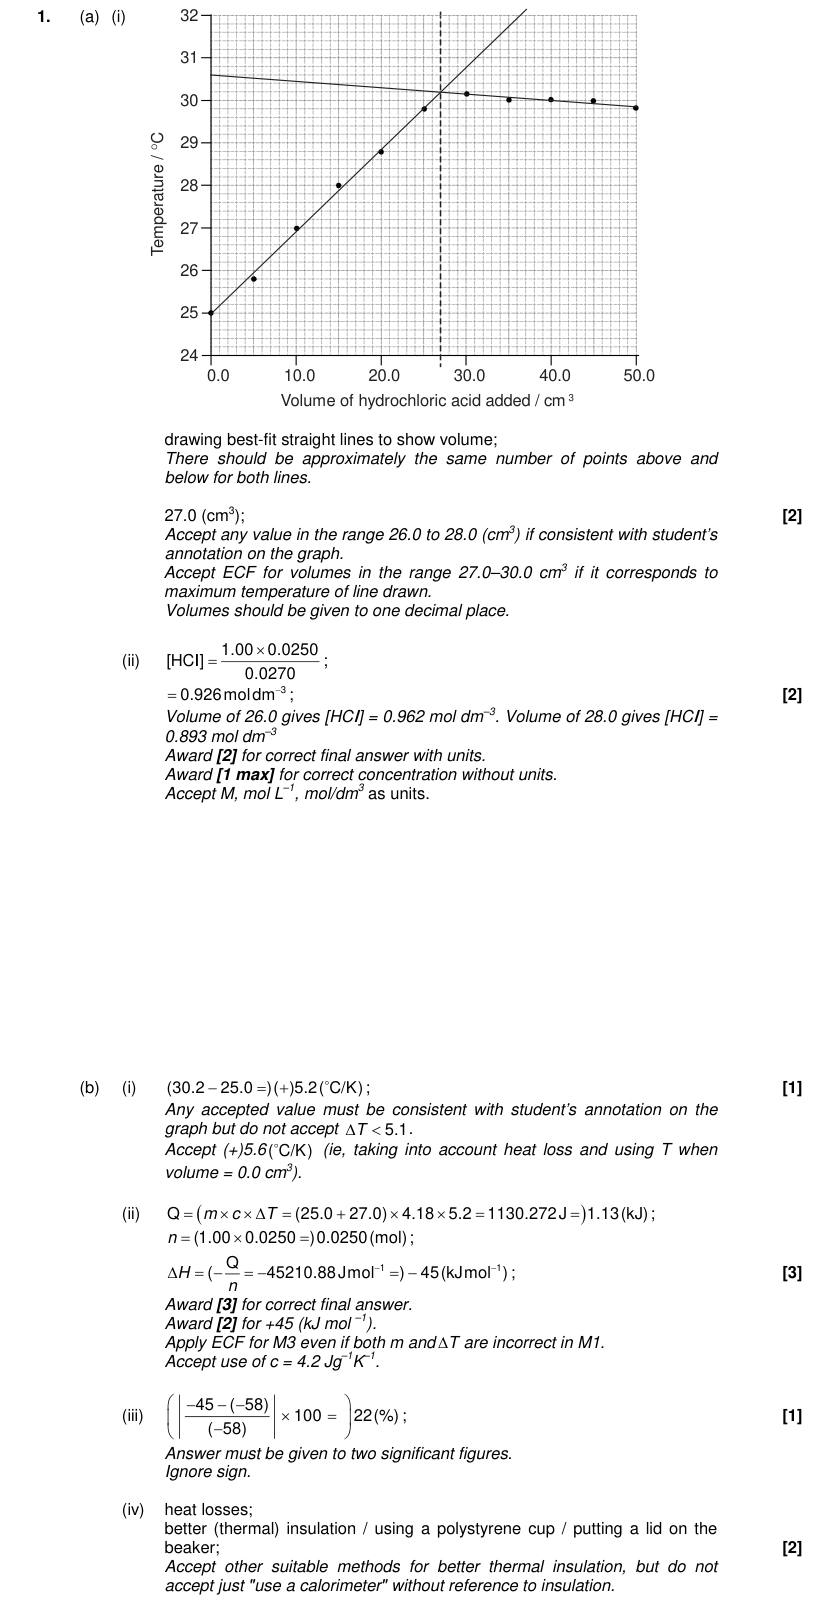 1. (a) (i)
32
31
30
29
28
27
26
25
24
Temperature / °C
0.0 10.0 20.0 30.0 40.0 50.0
Volume of hydrochloric acid added / cm³
drawing best-fit straight lines to show volume;
There should be approximately the same number of points above and
below for both lines.
27.0 (cm³); [2]
Accept any value in the range 26.0 to 28.0 (cm³) if consistent with student's
annotation on the graph.
Accept ECF for volumes in the range 27.0–30.0 cm³ if it corresponds to
maximum temperature of line drawn.
Volumes should be given to one decimal place.
(ii) [HCl] = (1.00 × 0.0250) / 0.0270 ;
= 0.926 mol dm⁻³ ; [2]
Volume of 26.0 gives [HCl] = 0.962 mol dm⁻³. Volume of 28.0 gives [HCl] =
0.893 mol dm⁻³
Award [2] for correct final answer with units.
Award [1 max] for correct concentration without units.
Accept M, mol L⁻¹, mol/dm³ as units.
(b) (i) (30.2 – 25.0 =) (+)5.2 (°C/K) ; [1]
Any accepted value must be consistent with student's annotation on the
graph but do not accept ΔT < 5.1.
Accept (+)5.6(°C/K) (ie, taking into account heat loss and using T when
volume = 0.0 cm³).
(ii) Q = (m × c × ΔT = (25.0 + 27.0) × 4.18 × 5.2 = 1130.272 J =) 1.13 (kJ) ;
n = (1.00 × 0.0250 =) 0.0250 (mol) ;
ΔH = (– Q/n = –45210.88 J mol⁻¹ =) – 45 (kJ mol⁻¹) ; [3]
Award [3] for correct final answer.
Award [2] for +45 (kJ mol⁻¹).
Apply ECF for M3 even if both m and ΔT are incorrect in M1.
Accept use of c = 4.2 Jg⁻¹K⁻¹.
(iii) (|(–45 – (–58)) / (–58)| × 100 = ) 22 (%) ; [1]
Answer must be given to two significant figures.
Ignore sign.
(iv) heat losses;
better (thermal) insulation / using a polystyrene cup / putting a lid on the
beaker; [2]
Accept other suitable methods for better thermal insulation, but do not
accept just "use a calorimeter" without reference to insulation.